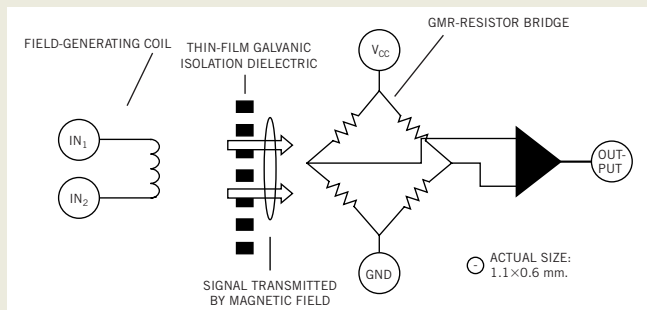 FIELD-GENERATING COIL
THIN-FILM GALVANIC
ISOLATION DIELECTRIC
GMR-RESISTOR BRIDGE
VCC
IN1
IN2
OUT-
PUT
GND
SIGNAL TRANSMITTED
BY MAGNETIC FIELD
- ACTUAL SIZE:
1.1×0.6 mm.